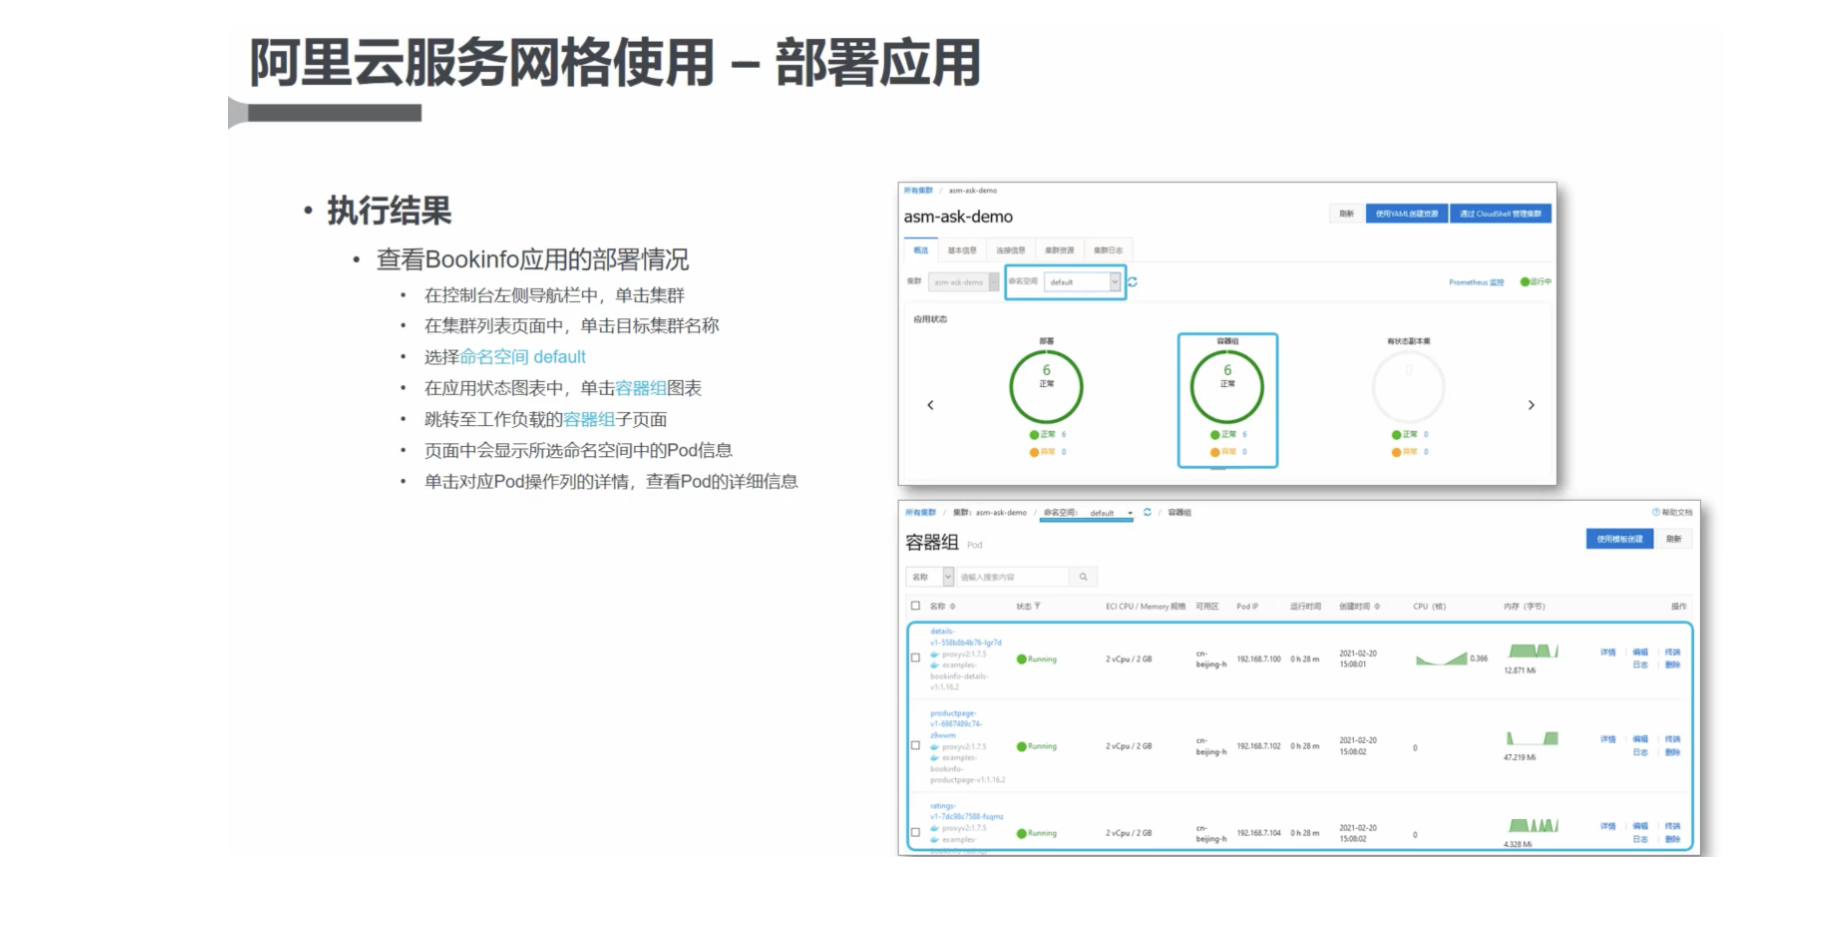 阿里云服务网格使用 – 部署应用
• 执行结果
• 查看Bookinfo应用的部署情况
• 在控制台左侧导航栏中，单击集群
• 在集群列表页面中，单击目标集群名称
• 选择命名空间 default
• 在应用状态图表中，单击容器组图表
• 跳转至工作负载的容器组子页面
• 页面中会显示所选命名空间中的Pod信息
• 单击对应Pod操作列的详情，查看Pod的详细信息
所有集群 / asm-ask-demo
asm-ask-demo 刷新 使用YAML创建资源 通过 CloudShell 管理集群
概览 基本信息 连接信息 集群资源 集群日志
集群 asm-ask-demo 命名空间 default Prometheus 监控 运行中
应用状态
部署 容器组 有状态副本集
6 6 0
正常 正常
正常 6 正常 6 正常 0
异常 0 异常 0 异常 0
所有集群 / 集群: asm-ask-demo / 命名空间: default / 容器组 帮助文档
容器组 Pod 使用模板创建 刷新
名称 请输入搜索内容
名称 状态 ECI CPU / Memory 规格 可用区 Pod IP 运行时间 创建时间 CPU (核) 内存 (字节) 操作
details-
v1-558b8b4b76-lgr7d
proxyv2:1.7.5
examples-
bookinfo-details-
v1:1.16.2
Running 2 vCpu / 2 GB cn-
beijing-h 192.168.7.100 0 h 28 m 2021-02-20
15:08:01 0.366 12.871 Mi 详情 编辑 终端
日志 删除
productpage-
v1-6987489c74-
z9wwm
proxyv2:1.7.5
examples-
bookinfo-
productpage-v1:1.16.2
Running 2 vCpu / 2 GB cn-
beijing-h 192.168.7.102 0 h 28 m 2021-02-20
15:08:02 0 47.219 Mi 详情 编辑 终端
日志 删除
ratings-
v1-7dc98c7588-fsqmz
proxyv2:1.7.5
examples-
Running 2 vCpu / 2 GB cn-
beijing-h 192.168.7.104 0 h 28 m 2021-02-20
15:08:02 0 4.328 Mi 详情 编辑 终端
日志 删除